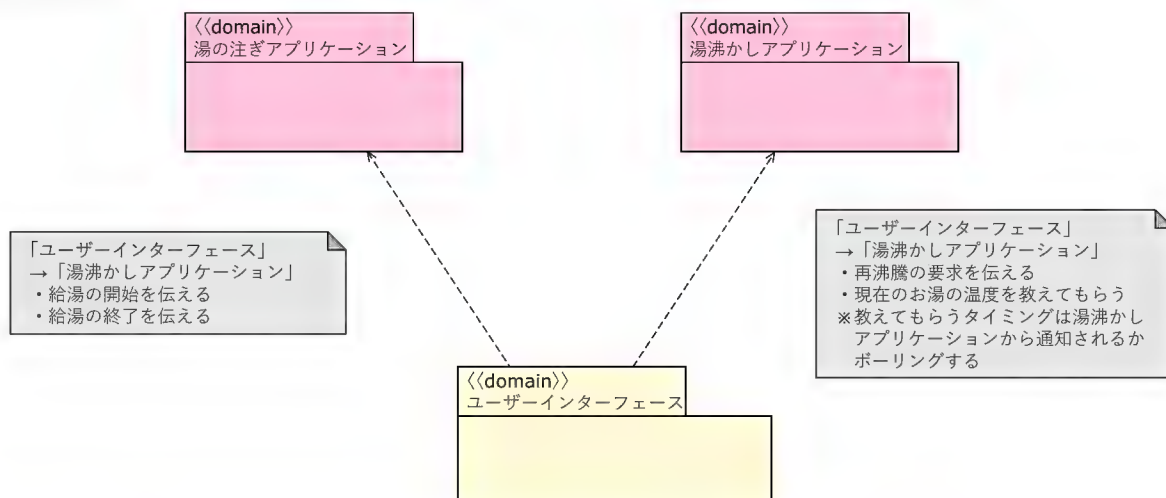 《domain》
湯の注ぎアプリケーション
《domain》
湯沸かしアプリケーション
「ユーザーインターフェース」
→「湯沸かしアプリケーション」
・給湯の開始を伝える
・給湯の終了を伝える
「ユーザーインターフェース」
→「湯沸かしアプリケーション」
・再沸騰の要求を伝える
・現在のお湯の温度を教えてもらう
※教えてもらうタイミングは湯沸かし
アプリケーションから通知されるか
ボーリングする
《domain》
ユーザーインターフェース